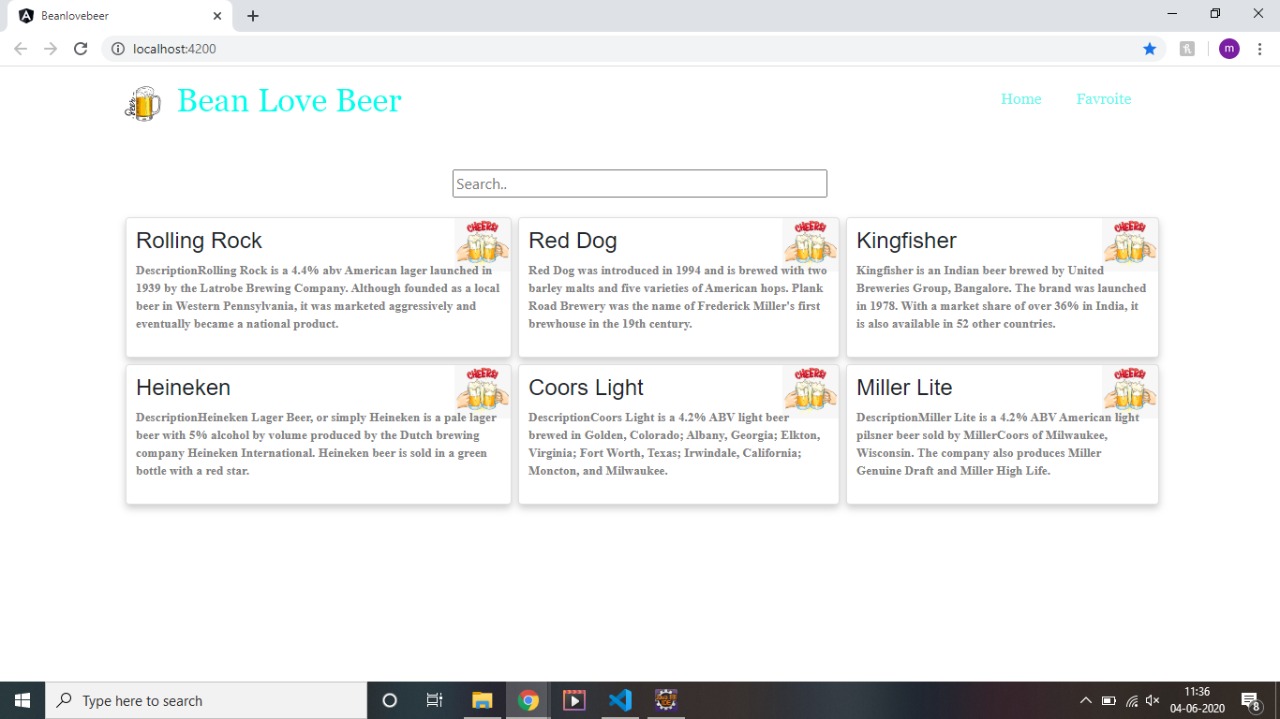 Beanlovebeer
localhost:4200
m
Bean Love Beer
Home
Favroite
Search..
Rolling Rock
CHEERS!
DescriptionRolling Rock is a 4.4% abv American lager launched in
1939 by the Latrobe Brewing Company. Although founded as a local
beer in Western Pennsylvania, it was marketed aggressively and
eventually became a national product.
Red Dog
CHEERS!
Red Dog was introduced in 1994 and is brewed with two
barley malts and five varieties of American hops. Plank
Road Brewery was the name of Frederick Miller's first
brewhouse in the 19th century.
Kingfisher
CHEERS!
Kingfisher is an Indian beer brewed by United
Breweries Group, Bangalore. The brand was launched
in 1978. With a market share of over 36% in India, it
is also available in 52 other countries.
Heineken
CHEERS!
DescriptionHeineken Lager Beer, or simply Heineken is a pale lager
beer with 5% alcohol by volume produced by the Dutch brewing
company Heineken International. Heineken beer is sold in a green
bottle with a red star.
Coors Light
CHEERS!
DescriptionCoors Light is a 4.2% ABV light beer
brewed in Golden, Colorado; Albany, Georgia; Elkton,
Virginia; Fort Worth, Texas; Irwindale, California;
Moncton, and Milwaukee.
Miller Lite
CHEERS!
DescriptionMiller Lite is a 4.2% ABV American light
pilsner beer sold by MillerCoors of Milwaukee,
Wisconsin. The company also produces Miller
Genuine Draft and Miller High Life.
Type here to search
11:36
04-06-2020
8